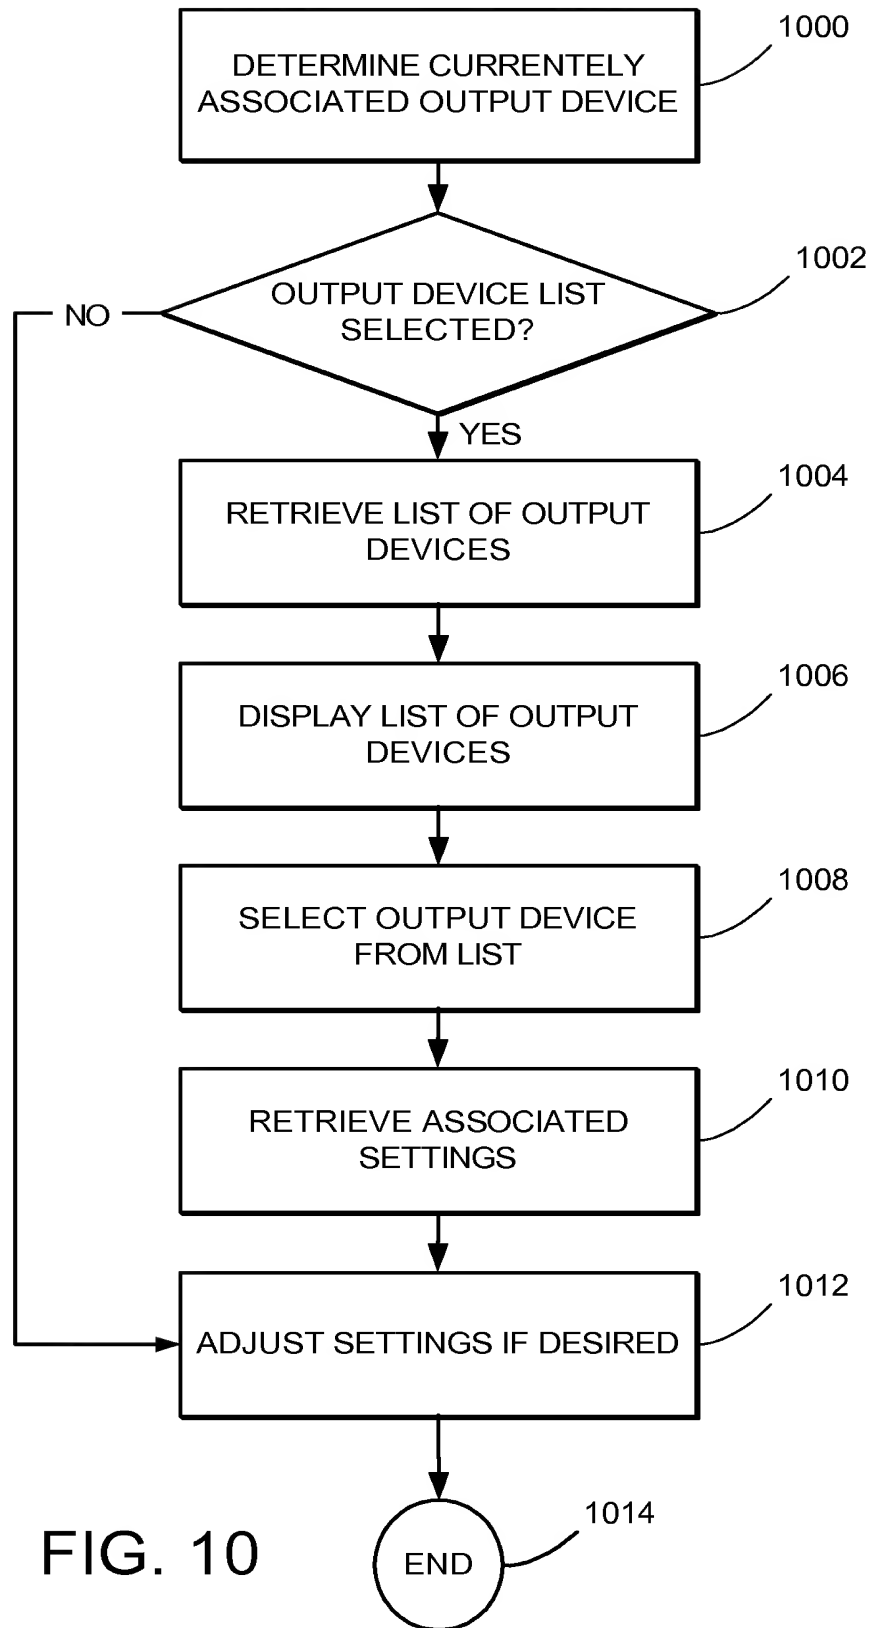 1000
DETERMINE CURRENTELY
ASSOCIATED OUTPUT DEVICE
1002
OUTPUT DEVICE LIST
SELECTED?
NO
YES
1004
RETRIEVE LIST OF OUTPUT
DEVICES
1006
DISPLAY LIST OF OUTPUT
DEVICES
1008
SELECT OUTPUT DEVICE
FROM LIST
1010
RETRIEVE ASSOCIATED
SETTINGS
1012
ADJUST SETTINGS IF DESIRED
1014
END
FIG. 10